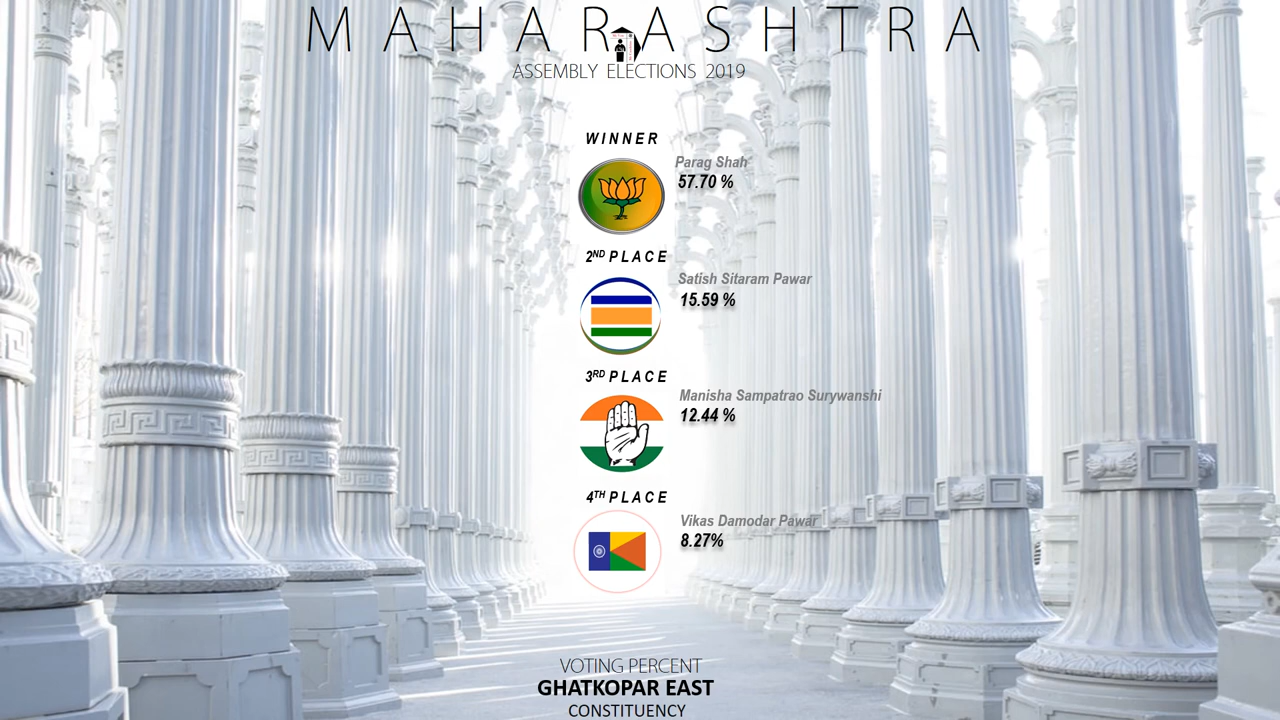 MAHARASHTRA
ASSEMBLY ELECTIONS 2019
WINNER
Parag Shah
57.70 %
2ND PLACE
Satish Sitaram Pawar
15.59 %
3RD PLACE
Manisha Sampatrao Surywanshi
12.44 %
4TH PLACE
Vikas Damodar Pawar
8.27%
VOTING PERCENT
GHATKOPAR EAST
CONSTITUENCY